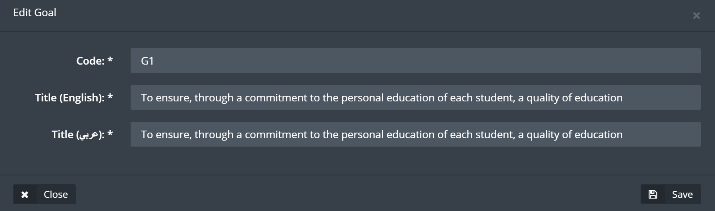 Edit Goal
Code: * G1
Title (English): * To ensure, through a commitment to the personal education of each student, a quality of education
Title (عربي): * To ensure, through a commitment to the personal education of each student, a quality of education
Close Save